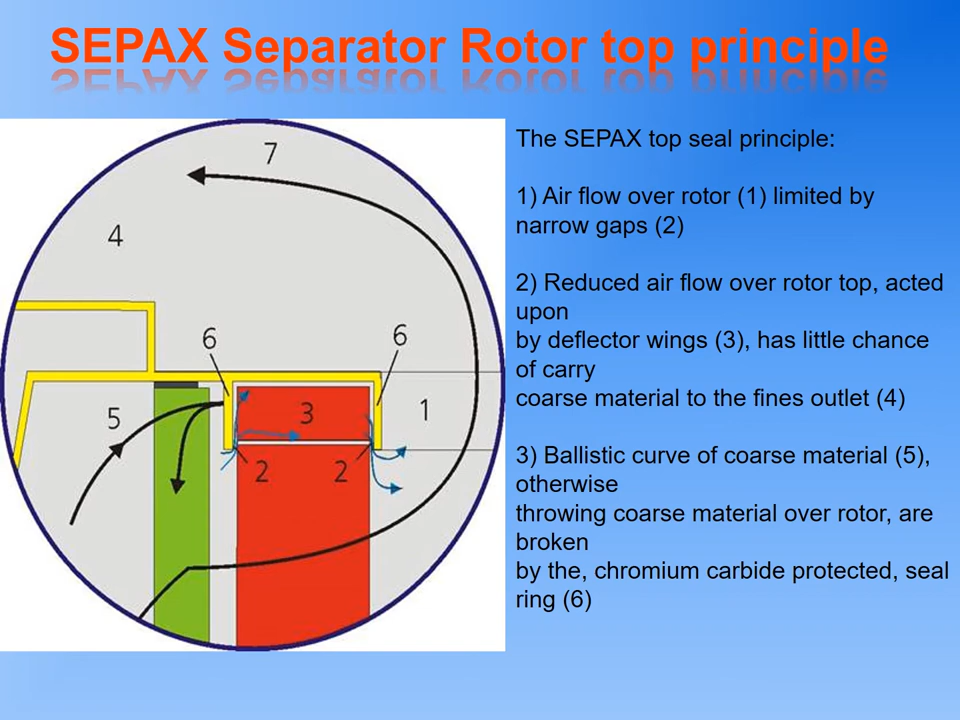 SEPAX Separator Rotor top principle
7
4
6
6
5
3
1
2
2
The SEPAX top seal principle:
1) Air flow over rotor (1) limited by
narrow gaps (2)
2) Reduced air flow over rotor top, acted
upon
by deflector wings (3), has little chance
of carry
coarse material to the fines outlet (4)
3) Ballistic curve of coarse material (5),
otherwise
throwing coarse material over rotor, are
broken
by the, chromium carbide protected, seal
ring (6)